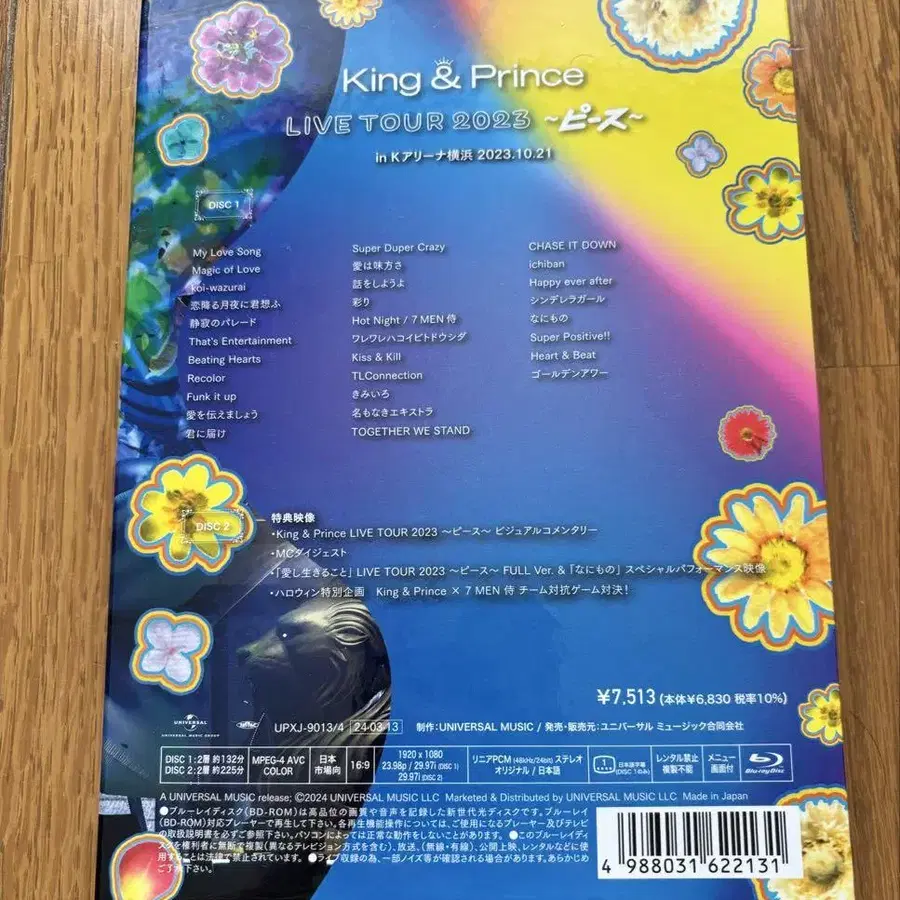 King & Prince
LIVE TOUR 2023 ～ピース～
in Kアリーナ横浜 2023.10.21
DISC 1
My Love Song
Magic of Love
koi-wazurai
恋降る月夜に君想ふ
静寂のパレード
That's Entertainment
Beating Hearts
Recolor
Funk it up
愛を伝えましょう
君に届け
Super Duper Crazy
愛は味方さ
話をしようよ
彩り
Hot Night / 7 MEN 侍
ワレワレハコイビトドウシダ
Kiss & Kill
TLConnection
きみいろ
名もなきエキストラ
TOGETHER WE STAND
CHASE IT DOWN
ichiban
Happy ever after
シンデレラガール
なにもの
Super Positive!!
Heart & Beat
ゴールデンアワー
DISC 2
特典映像
・King & Prince LIVE TOUR 2023 ～ピース～ ビジュアルコメンタリー
・MCダイジェスト
・「愛し生きること」LIVE TOUR 2023 ～ピース～ FULL Ver. &「なにもの」スペシャルパフォーマンス映像
・ハロウィン特別企画　King & Prince × 7 MEN 侍 チーム対抗ゲーム対決！
¥7,513 (本体¥6,830 税率10%)
UNIVERSAL
UNIVERSAL MUSIC GROUP
UPXJ-9013/4 24·03·13 制作：UNIVERSAL MUSIC / 発売・販売元：ユニバーサル ミュージック合同会社
DISC 1：2層 約132分
DISC 2：2層 約225分
MPEG-4 AVC
COLOR
日本
市場向
16:9
1920 x 1080
23.98p / 29.97i (DISC 1)
29.97i (DISC 2)
リニアPCM (48kHz/24bit) ステレオ
オリジナル / 日本語
1
日本語字幕
(DISC 1のみ)
レンタル禁止
複製不能
メニュー
画面付
Blu-ray Disc
A UNIVERSAL MUSIC release; ©2024 UNIVERSAL MUSIC LLC Marketed & Distributed by UNIVERSAL MUSIC LLC Made in Japan
●ブルーレイディスク(BD-ROM)は高品位の画質や音声を記録した新世代光ディスクです。ブルーレイ
(BD-ROM)対応プレーヤーで再生して下さい。各再生機能操作については、ご使用になるプレーヤー及びテレビ
の取扱説明書を必ずご参照下さい。パソコンによっては正常な動作をしないことがあります。 ●このブルーレイディ
スクを権利者に無断で複製(異なるテレビジョン方式を含む)、放送、(無線・有線)、公開上映、レンタルなどに使
用することは法律で禁止されています。 ●ライブ収録の為、一部ノイズ等が確認される場合があります。あらかじめ
ご了承下さい。
4 988031 622131